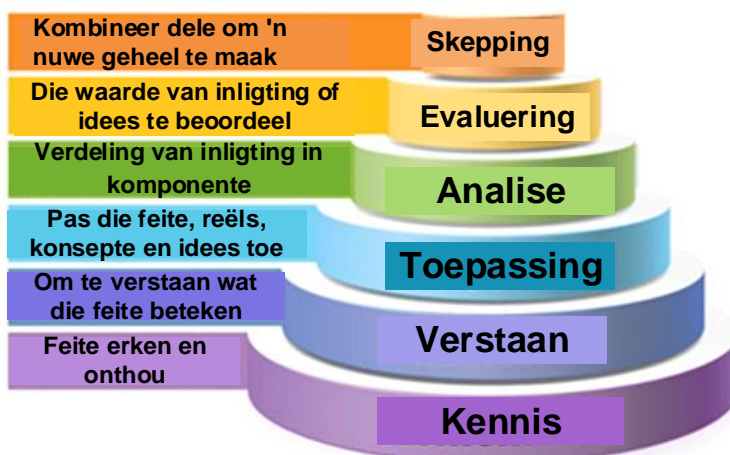 Kombineer dele om 'n
nuwe geheel te maak
Skepping
Die waarde van inligting of
idees te beoordeel
Evaluering
Verdeling van inligting in
komponente
Analise
Pas die feite, reëls,
konsepte en idees toe
Toepassing
Om te verstaan wat
die feite beteken
Verstaan
Feite erken en
onthou
Kennis